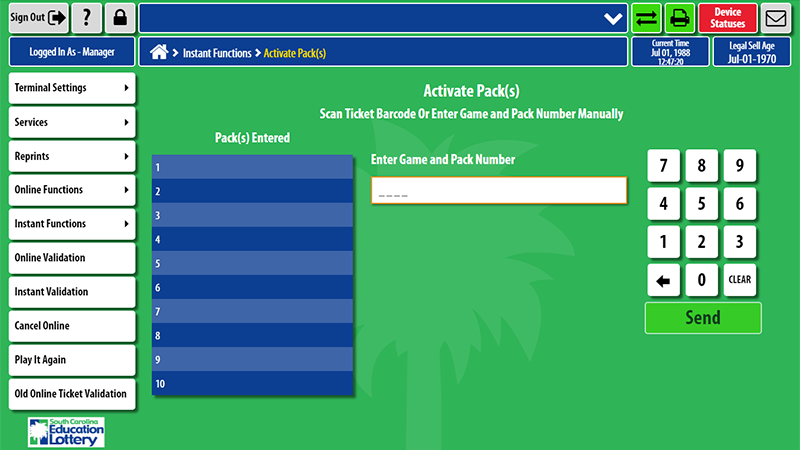 Sign Out
?
Device
Statuses
Logged In As - Manager
Instant Functions > Activate Pack(s)
Current Time
Jul 01, 1988
12:47:20
Legal Sell Age
Jul-01-1970
Terminal Settings
Services
Reprints
Online Functions
Instant Functions
Online Validation
Instant Validation
Cancel Online
Play It Again
Old Online Ticket Validation
Activate Pack(s)
Scan Ticket Barcode Or Enter Game and Pack Number Manually
Pack(s) Entered
1
2
3
4
5
6
7
8
9
10
Enter Game and Pack Number
_ _ _ _
7 8 9
4 5 6
1 2 3
0 CLEAR
Send
South Carolina
Education
Lottery